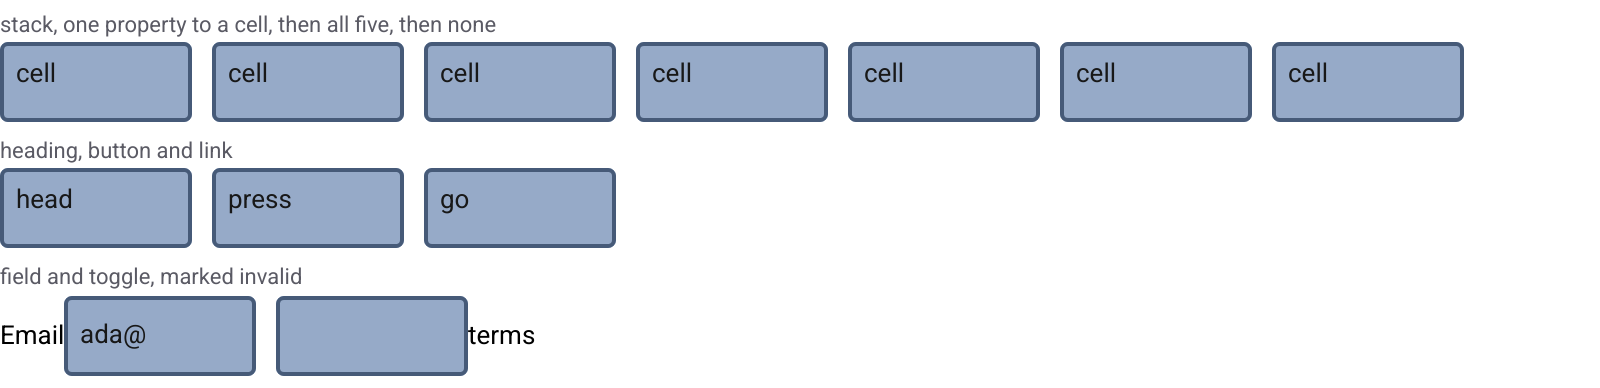 stack, one property to a cell, then all five, then none
cell cell cell cell cell cell cell
heading, button and link
head press go
field and toggle, marked invalid
Email ada@ terms